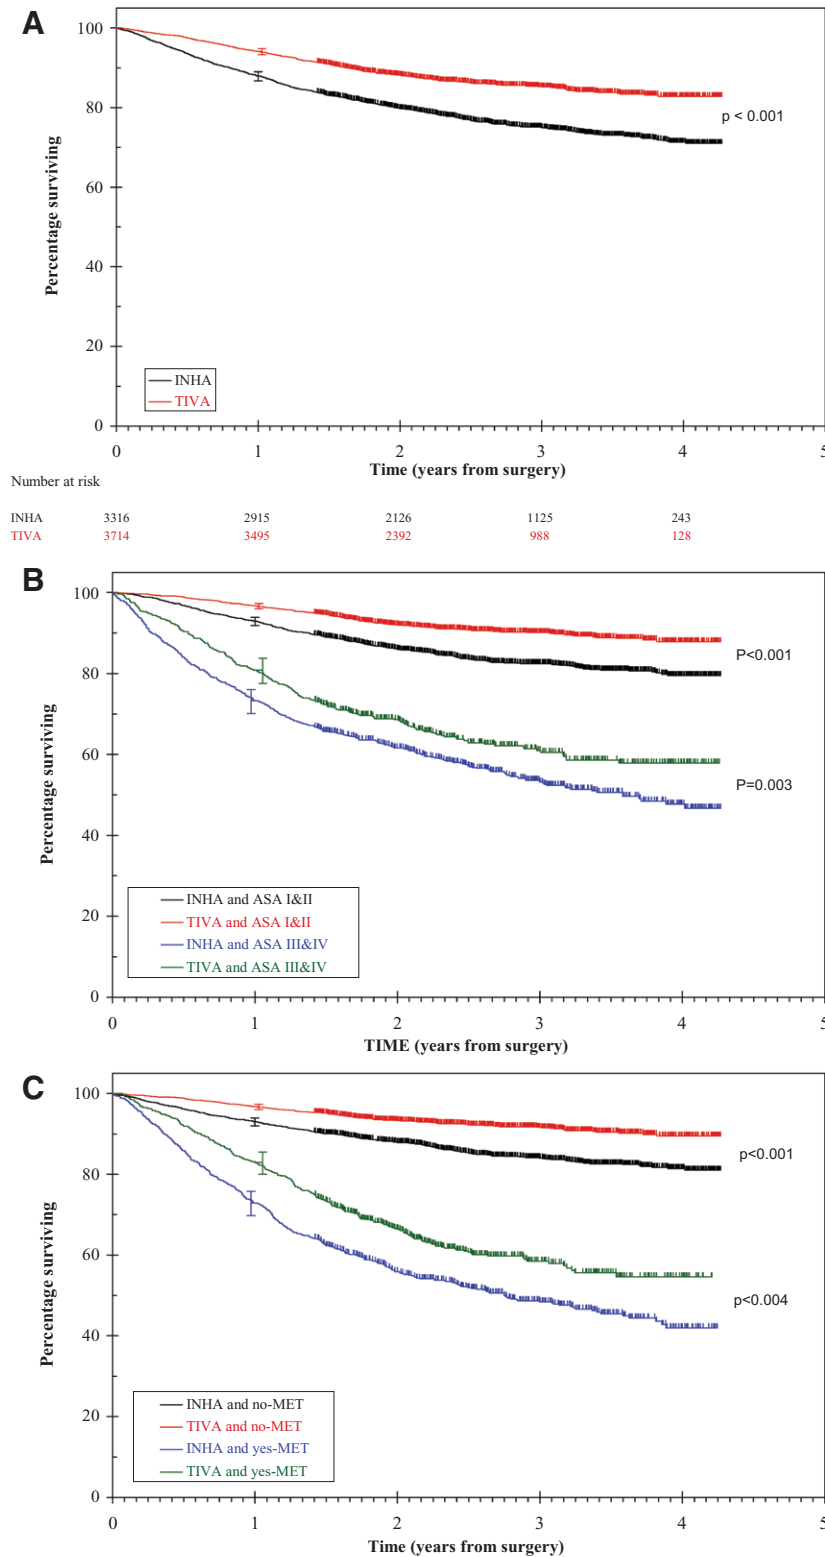 A
100
80
60
40
20
0
Percentage surviving
p < 0.001
INHA
TIVA
0 1 2 3 4 5
Time (years from surgery)
Number at risk
INHA 3316 2915 2126 1125 243
TIVA 3714 3495 2392 988 128
B
100
80
60
40
20
0
Percentage surviving
P<0.001
P=0.003
INHA and ASA I&II
TIVA and ASA I&II
INHA and ASA III&IV
TIVA and ASA III&IV
0 1 2 3 4 5
TIME (years from surgery)
C
100
80
60
40
20
0
Percentage surviving
p<0.001
p<0.004
INHA and no-MET
TIVA and no-MET
INHA and yes-MET
TIVA and yes-MET
0 1 2 3 4 5
Time (years from surgery)